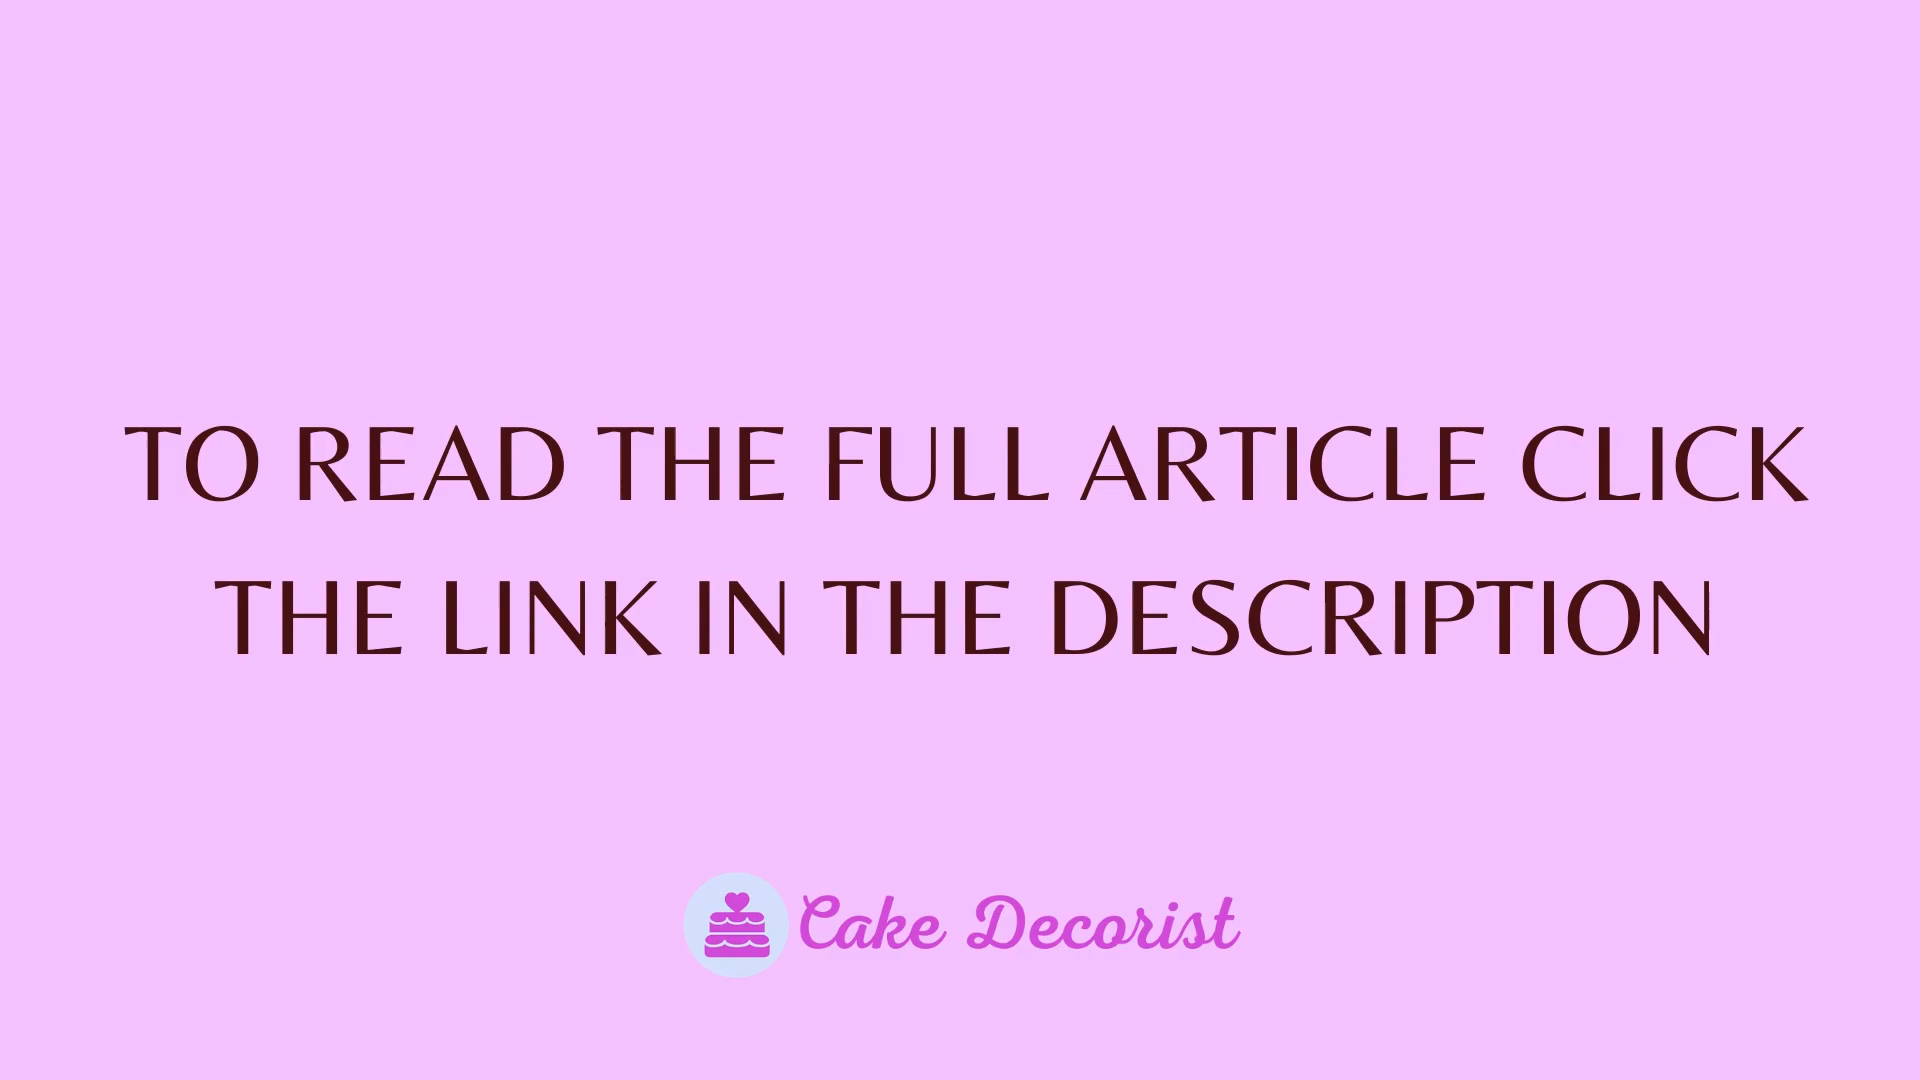 TO READ THE FULL ARTICLE CLICK
THE LINK IN THE DESCRIPTION
Cake Decorist